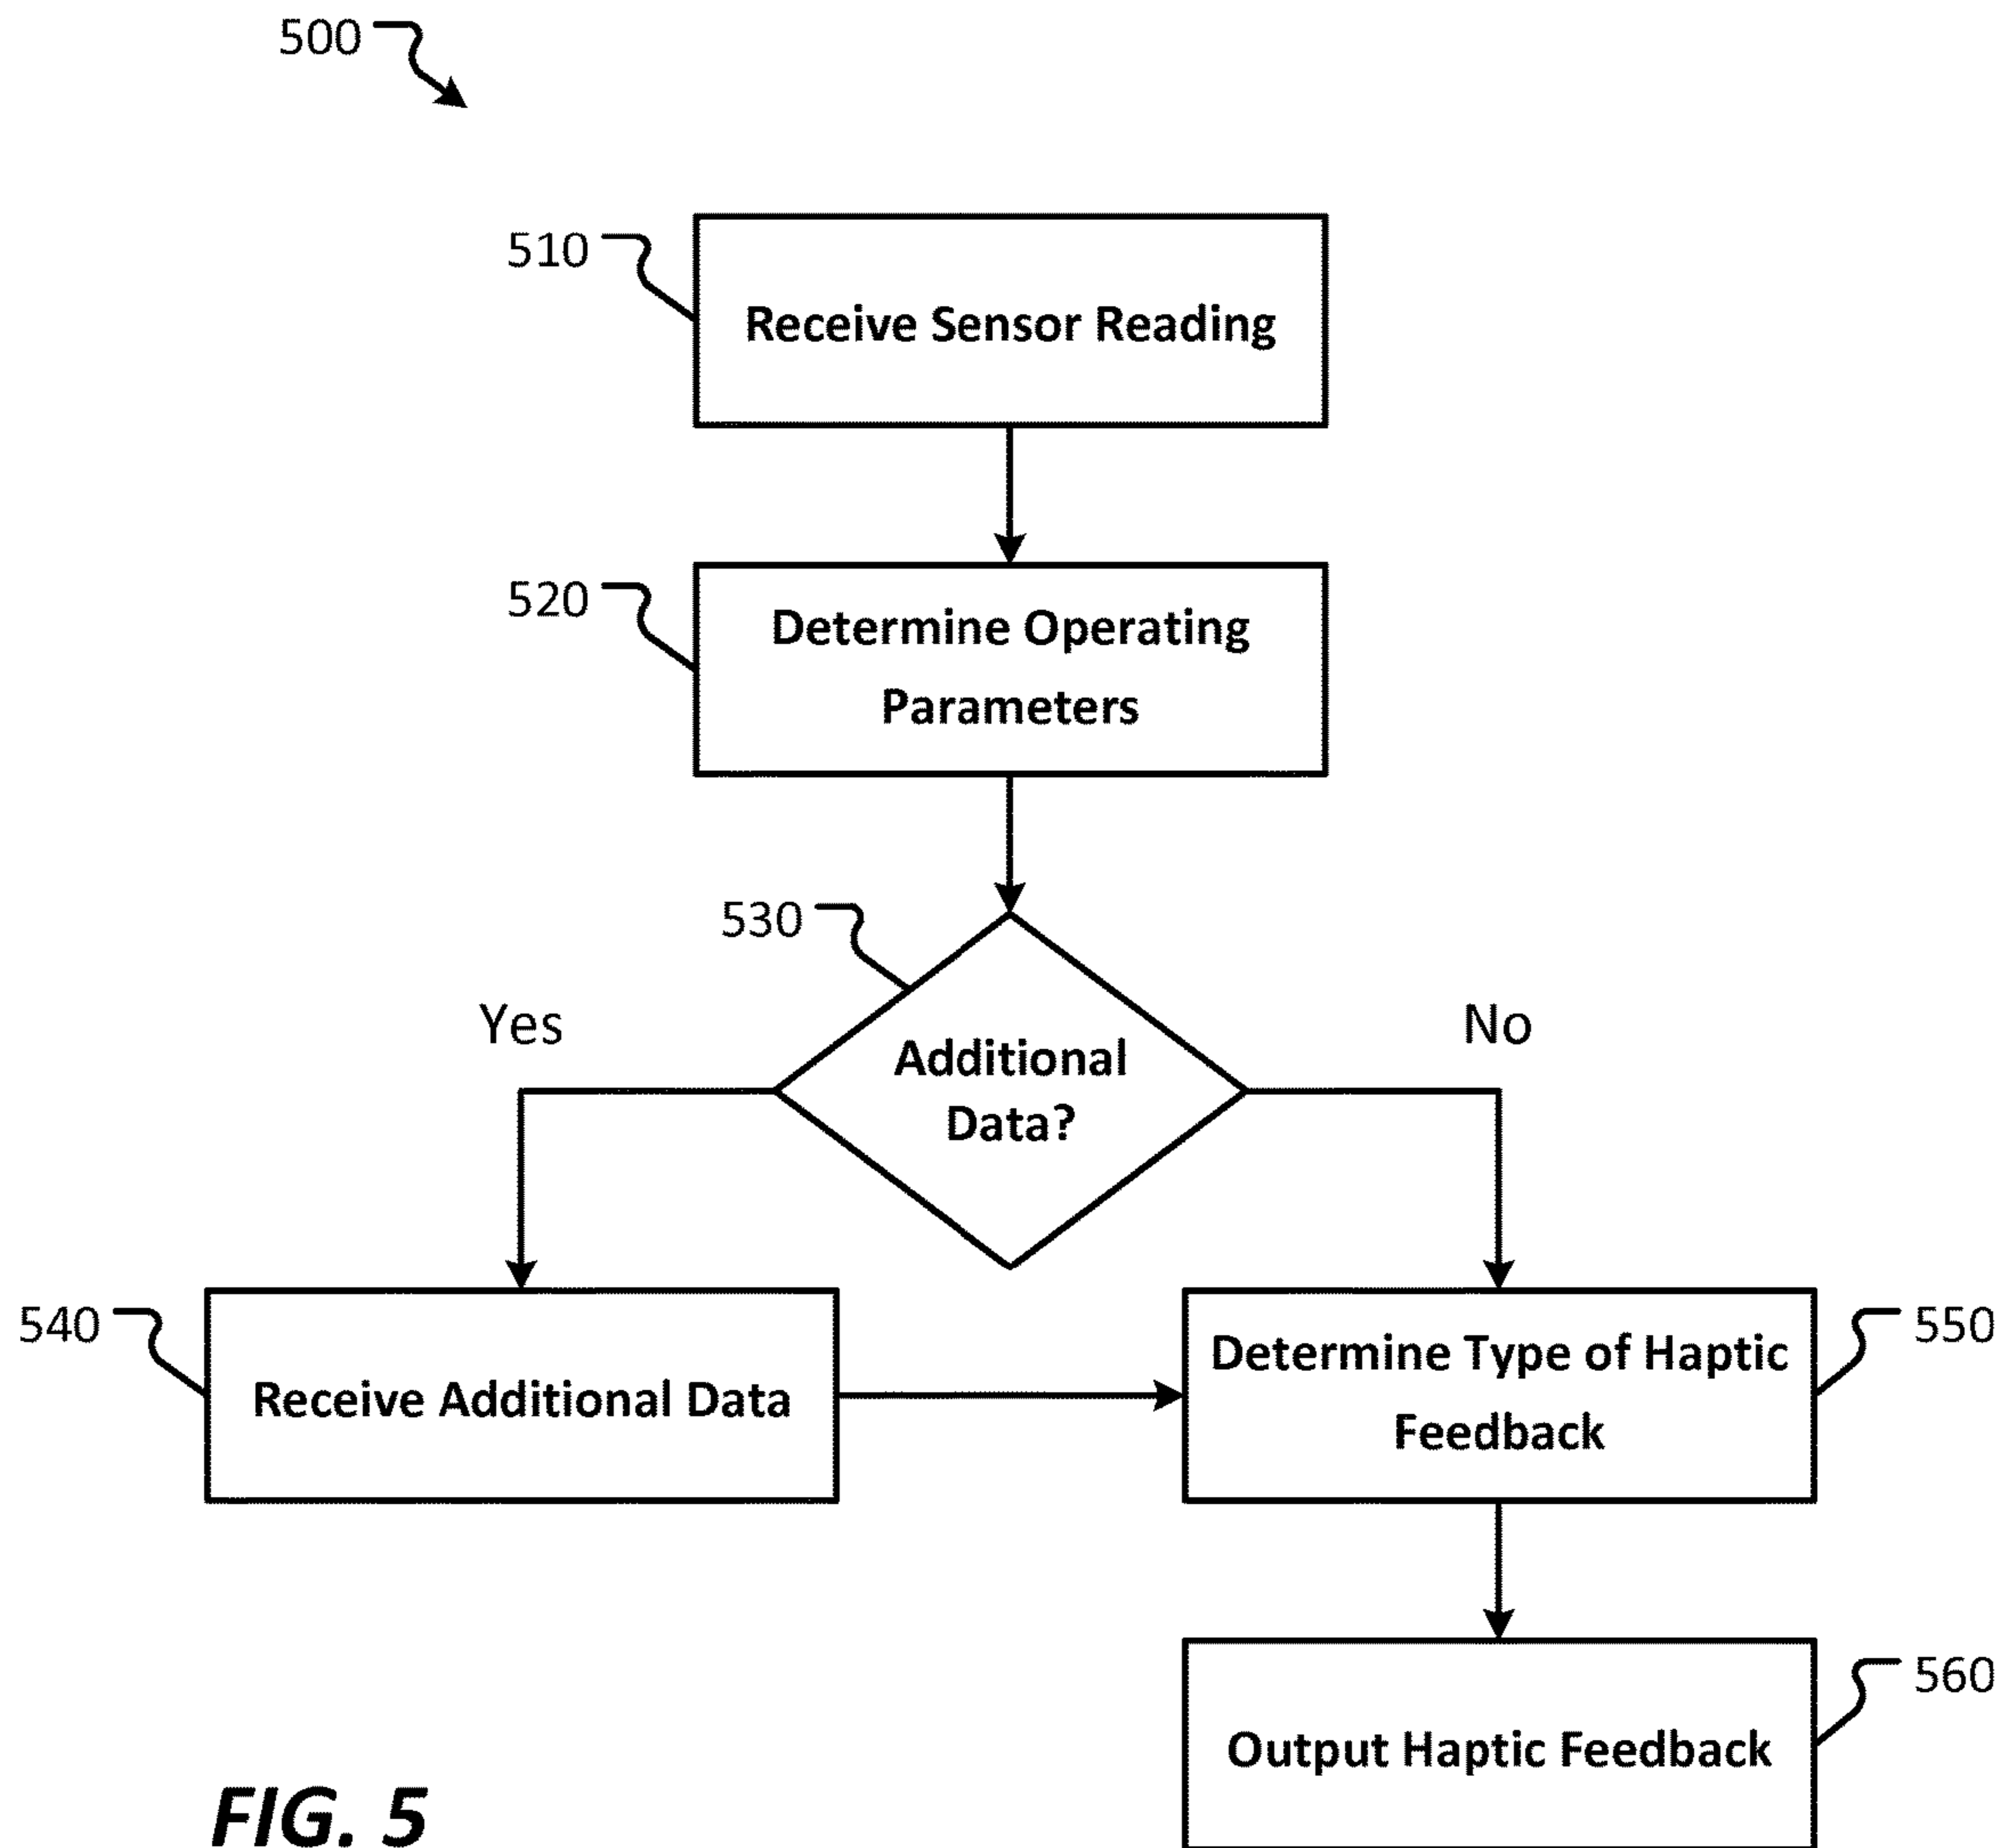 500
510
Receive Sensor Reading
520
Determine Operating
Parameters
530
Yes
No
Additional
Data?
540
Receive Additional Data
Determine Type of Haptic
Feedback
550
Output Haptic Feedback
560
FIG. 5